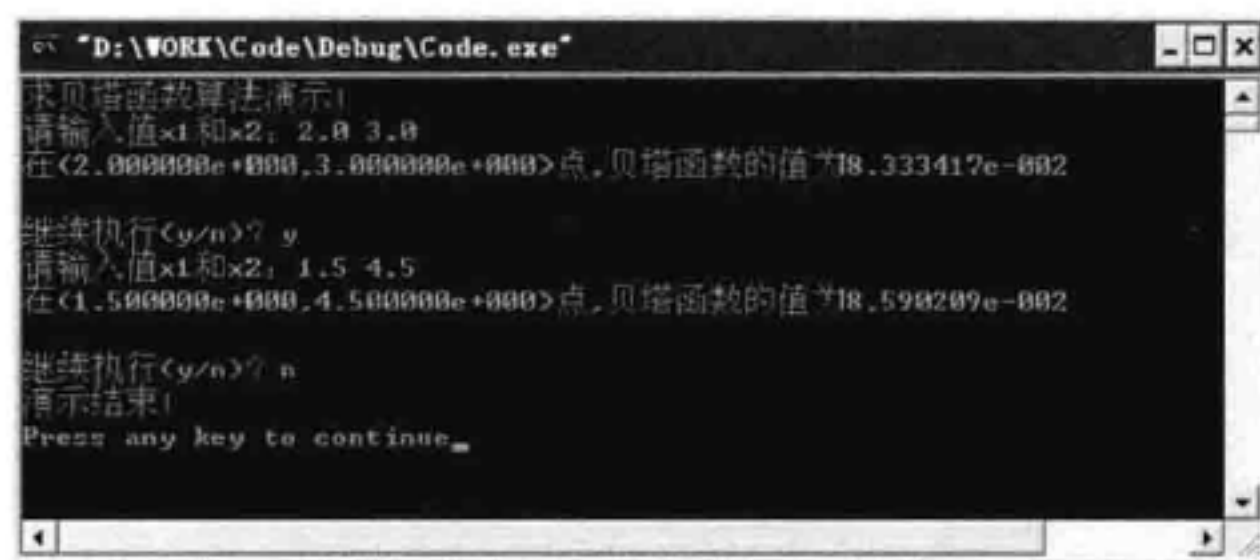 "D:\WORK\Code\Debug\Code.exe"
求贝塔函数算法演示!
请输入值x1和x2: 2.0 3.0
在<2.000000e+000,3.000000e+000>点,贝塔函数的值为8.333417e-002
继续执行<y/n>? y
请输入值x1和x2: 1.5 4.5
在<1.500000e+000,4.500000e+000>点,贝塔函数的值为8.590209e-002
继续执行<y/n>? n
演示结束!
Press any key to continue_